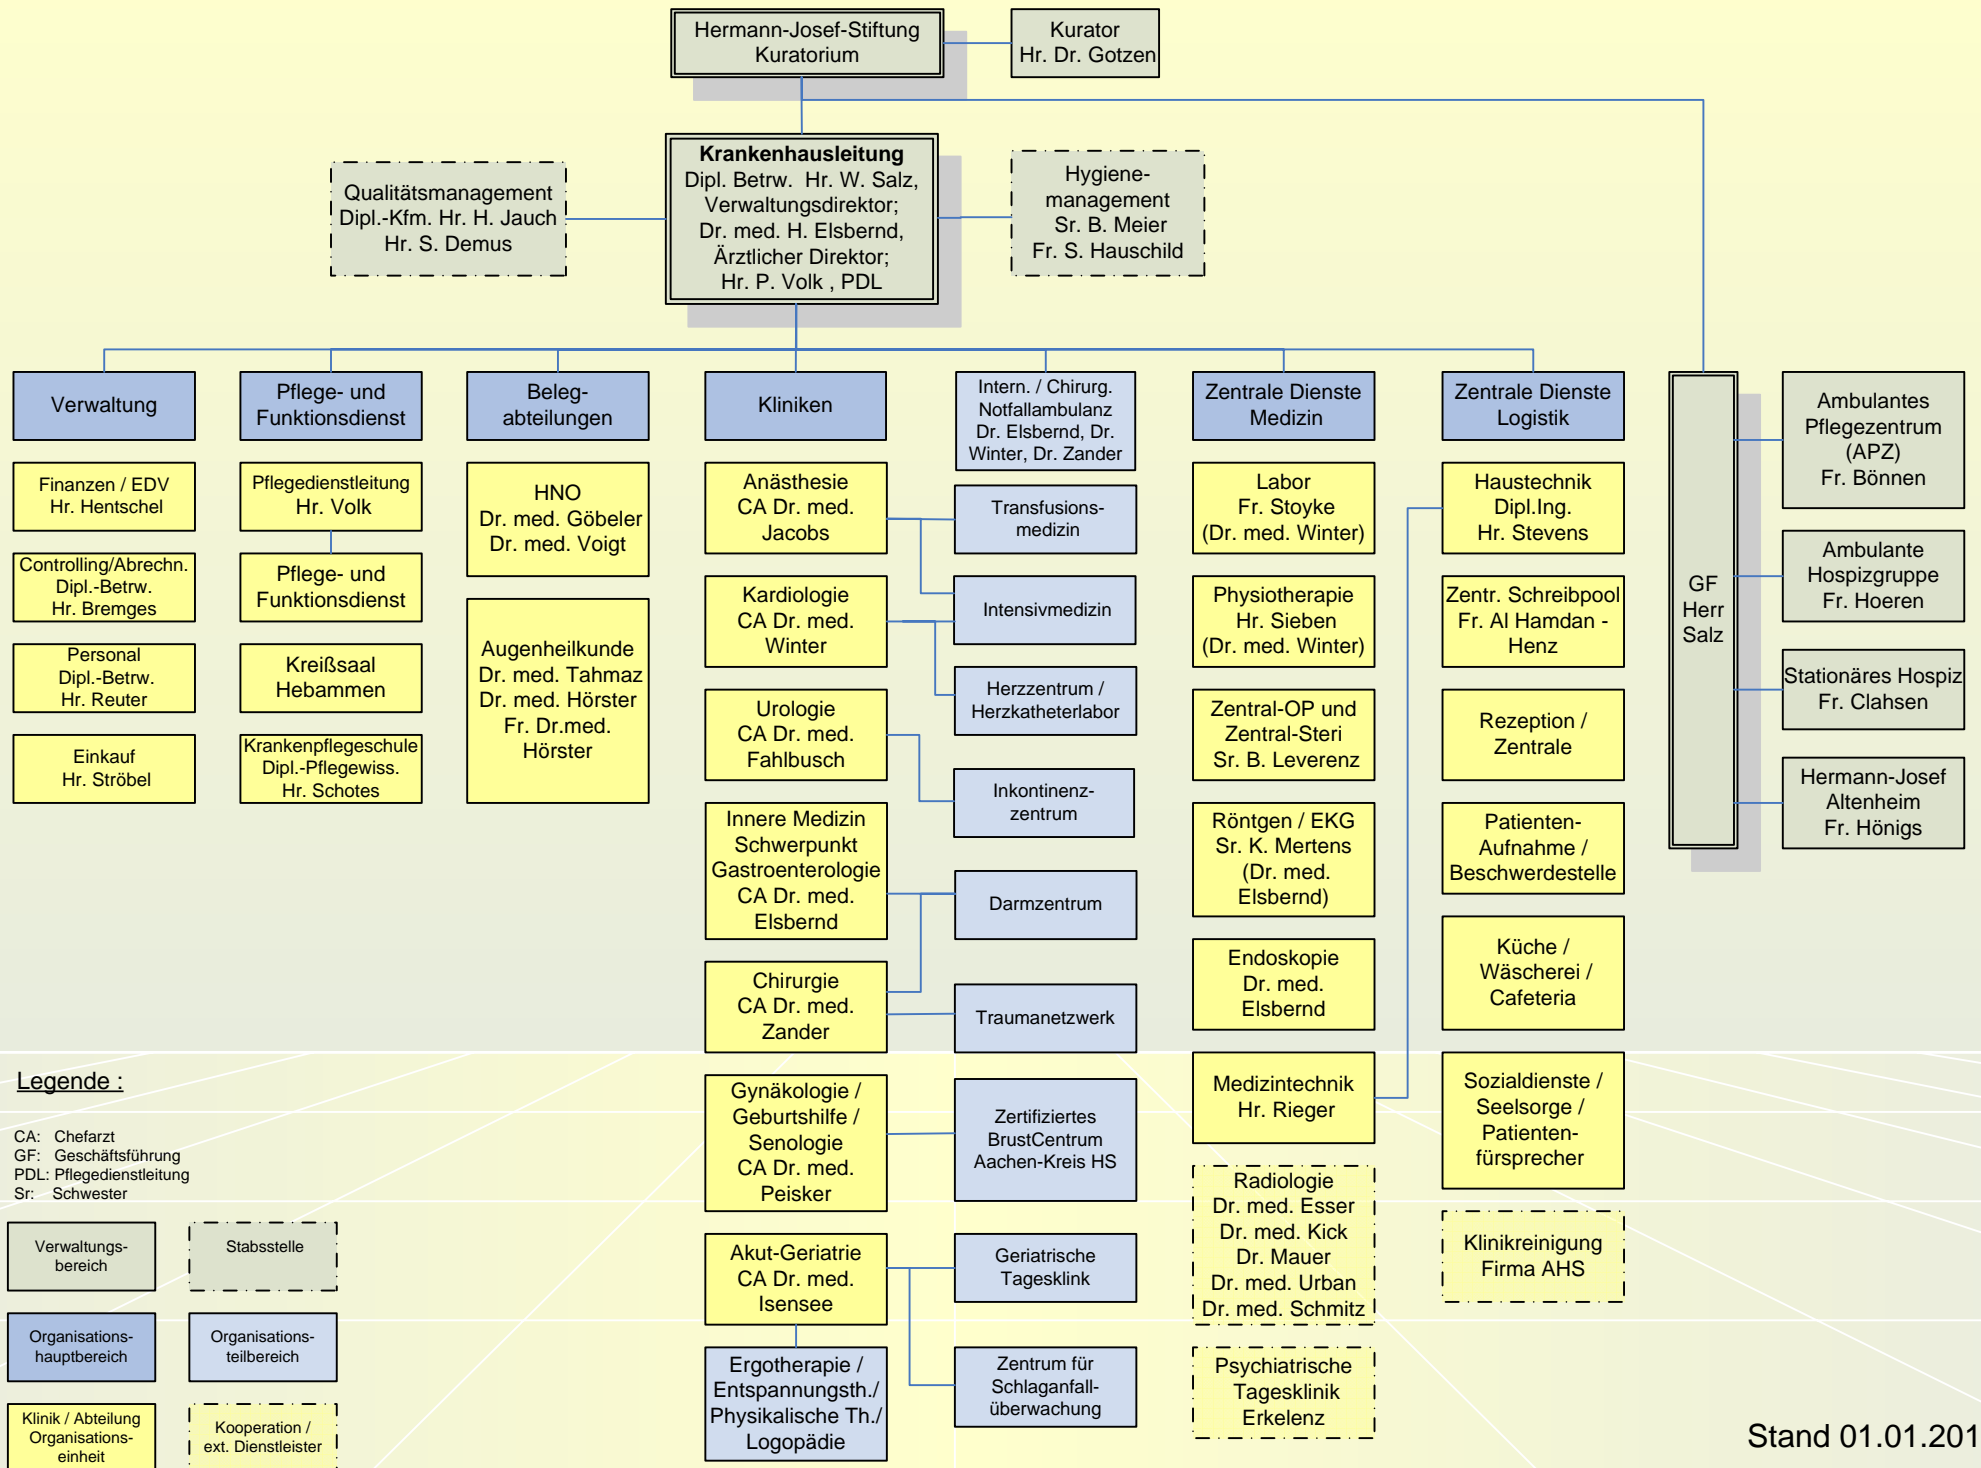 Hermann-Josef-Stiftung
Kuratorium
Kurator
Hr. Dr. Gotzen
Qualitätsmanagement
Dipl.-Kfm. Hr. H. Jauch
Hr. S. Demus
Krankenhausleitung
Dipl. Betrw. Hr. W. Salz,
Verwaltungsdirektor;
Dr. med. H. Elsbernd,
Ärztlicher Direktor;
Hr. P. Volk , PDL
Hygiene-
management
Sr. B. Meier
Fr. S. Hauschild
Verwaltung
Finanzen / EDV
Hr. Hentschel
Controlling/Abrechn.
Dipl.-Betrw.
Hr. Bremges
Personal
Dipl.-Betrw.
Hr. Reuter
Einkauf
Hr. Ströbel
Pflege- und
Funktionsdienst
Pflegedienstleitung
Hr. Volk
Pflege- und
Funktionsdienst
Kreißsaal
Hebammen
Krankenpflegeschule
Dipl.-Pflegewiss.
Hr. Schotes
Beleg-
abteilungen
HNO
Dr. med. Göbeler
Dr. med. Voigt
Augenheilkunde
Dr. med. Tahmaz
Dr. med. Hörster
Fr. Dr.med.
Hörster
Kliniken
Anästhesie
CA Dr. med.
Jacobs
Kardiologie
CA Dr. med.
Winter
Urologie
CA Dr. med.
Fahlbusch
Innere Medizin
Schwerpunkt
Gastroenterologie
CA Dr. med.
Elsbernd
Chirurgie
CA Dr. med.
Zander
Gynäkologie /
Geburtshilfe /
Senologie
CA Dr. med.
Peisker
Akut-Geriatrie
CA Dr. med.
Isensee
Ergotherapie /
Entspannungsth./
Physikalische Th./
Logopädie
Intern. / Chirurg.
Notfallambulanz
Dr. Elsbernd, Dr.
Winter, Dr. Zander
Transfusions-
medizin
Intensivmedizin
Herzzentrum /
Herzkatheterlabor
Inkontinenz-
zentrum
Darmzentrum
Traumanetzwerk
Zertifiziertes
BrustCentrum
Aachen-Kreis HS
Geriatrische
Tagesklink
Zentrum für
Schlaganfall-
überwachung
Zentrale Dienste
Medizin
Labor
Fr. Stoyke
(Dr. med. Winter)
Physiotherapie
Hr. Sieben
(Dr. med. Winter)
Zentral-OP und
Zentral-Steri
Sr. B. Leverenz
Röntgen / EKG
Sr. K. Mertens
(Dr. med.
Elsbernd)
Endoskopie
Dr. med.
Elsbernd
Medizintechnik
Hr. Rieger
Radiologie
Dr. med. Esser
Dr. med. Kick
Dr. Mauer
Dr. med. Urban
Dr. med. Schmitz
Psychiatrische
Tagesklinik
Erkelenz
Zentrale Dienste
Logistik
Haustechnik
Dipl.Ing.
Hr. Stevens
Zentr. Schreibpool
Fr. Al Hamdan -
Henz
Rezeption /
Zentrale
Patienten-
Aufnahme /
Beschwerdestelle
Küche /
Wäscherei /
Cafeteria
Sozialdienste /
Seelsorge /
Patienten-
fürsprecher
Klinikreinigung
Firma AHS
GF
Herr
Salz
Ambulantes
Pflegezentrum
(APZ)
Fr. Bönnen
Ambulante
Hospizgruppe
Fr. Hoeren
Stationäres Hospiz
Fr. Clahsen
Hermann-Josef
Altenheim
Fr. Hönigs
Legende :
CA: Chefarzt
GF: Geschäftsführung
PDL: Pflegedienstleitung
Sr: Schwester
Verwaltungs-
bereich
Stabsstelle
Organisations-
hauptbereich
Organisations-
teilbereich
Klinik / Abteilung
Organisations-
einheit
Kooperation /
ext. Dienstleister
Stand 01.01.201